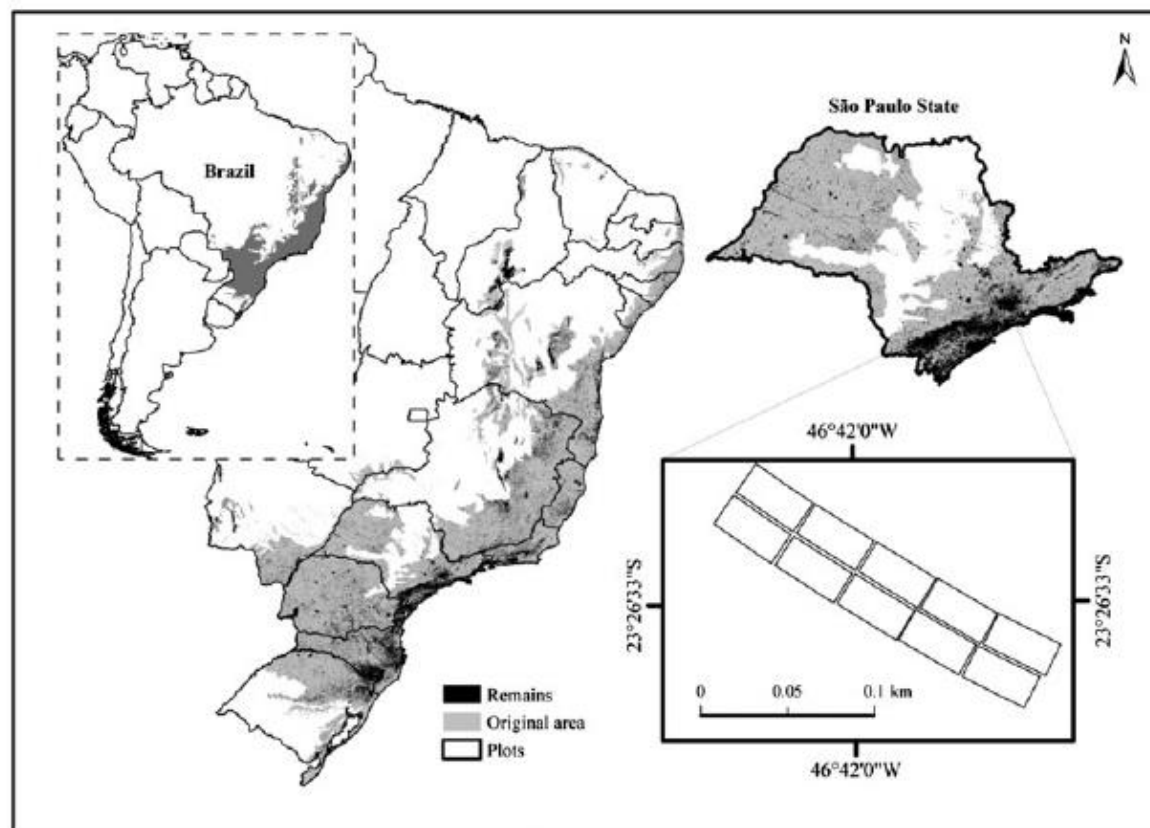 N
São Paulo State
Brazil
46°42'0"W
23°26'33"S
23°26'33"S
0 0.05 0.1 km
Remains
Original area
Plots
46°42'0"W